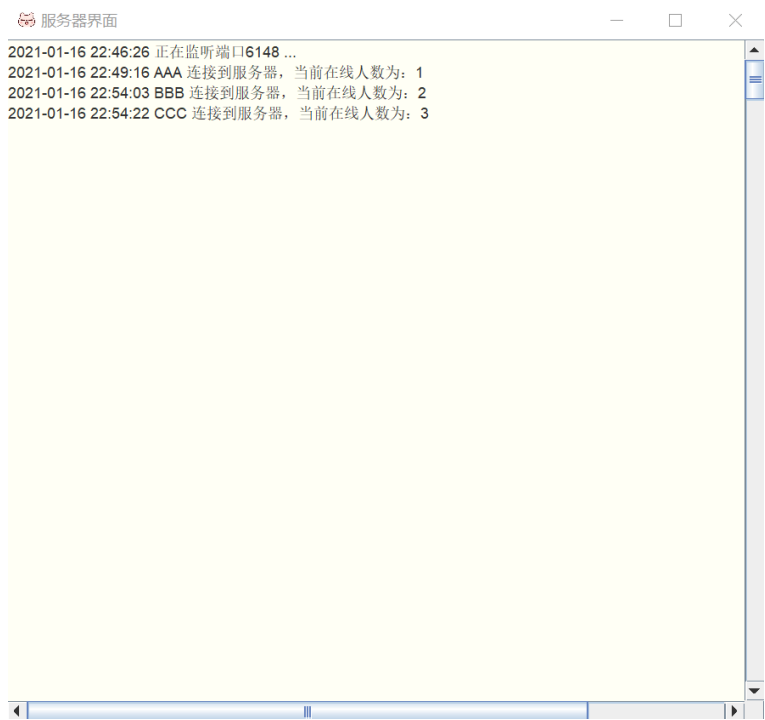 服务器界面
2021-01-16 22:46:26 正在监听端口6148 ...
2021-01-16 22:49:16 AAA 连接到服务器，当前在线人数为：1
2021-01-16 22:54:03 BBB 连接到服务器，当前在线人数为：2
2021-01-16 22:54:22 CCC 连接到服务器，当前在线人数为：3